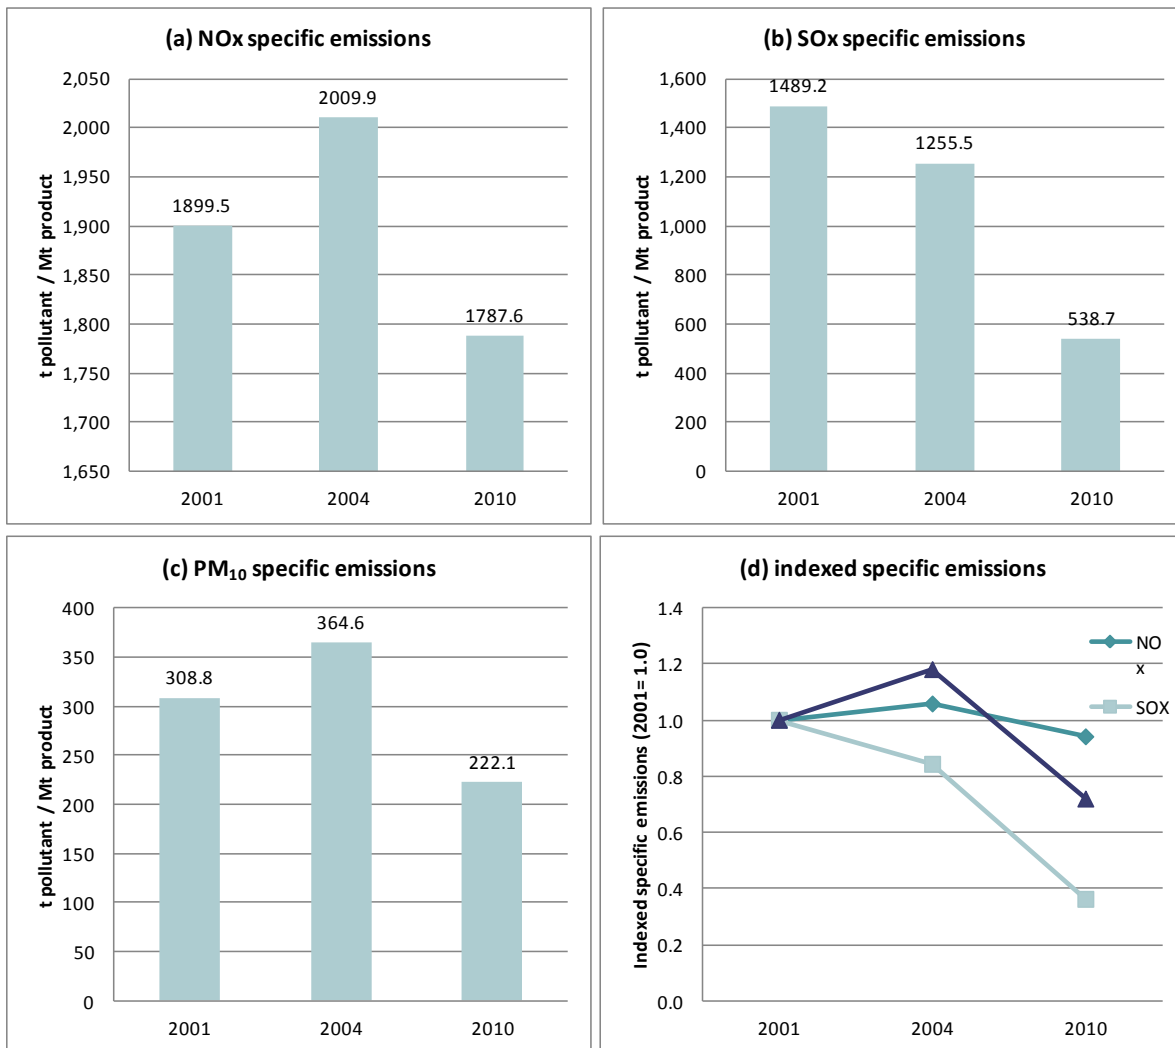 (a) NOx specific emissions
t pollutant / Mt product
2,050
2,000
1,950
1,900
1,850
1,800
1,750
1,700
1,650
1899.5
2009.9
1787.6
2001 2004 2010
(b) SOx specific emissions
t pollutant / Mt product
1,600
1,400
1,200
1,000
800
600
400
200
0
1489.2
1255.5
538.7
2001 2004 2010
(c) PM10 specific emissions
t pollutant / Mt product
400
350
300
250
200
150
100
50
0
308.8
364.6
222.1
2001 2004 2010
(d) indexed specific emissions
Indexed specific emissions (2001= 1.0)
1.4
1.2
1.0
0.8
0.6
0.4
0.2
0.0
NO
x
SOX
2001 2004 2010